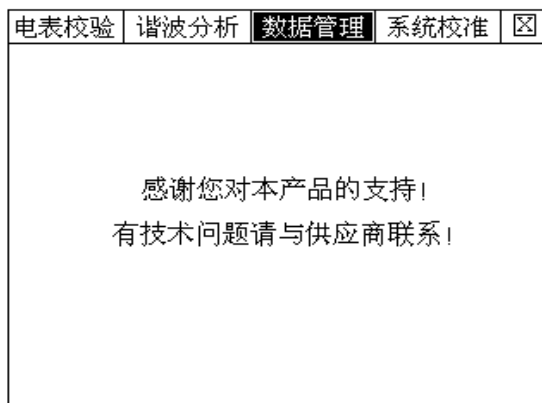 电表校验 谐波分析 数据管理 系统校准
感谢您对本产品的支持!
有技术问题请与供应商联系!